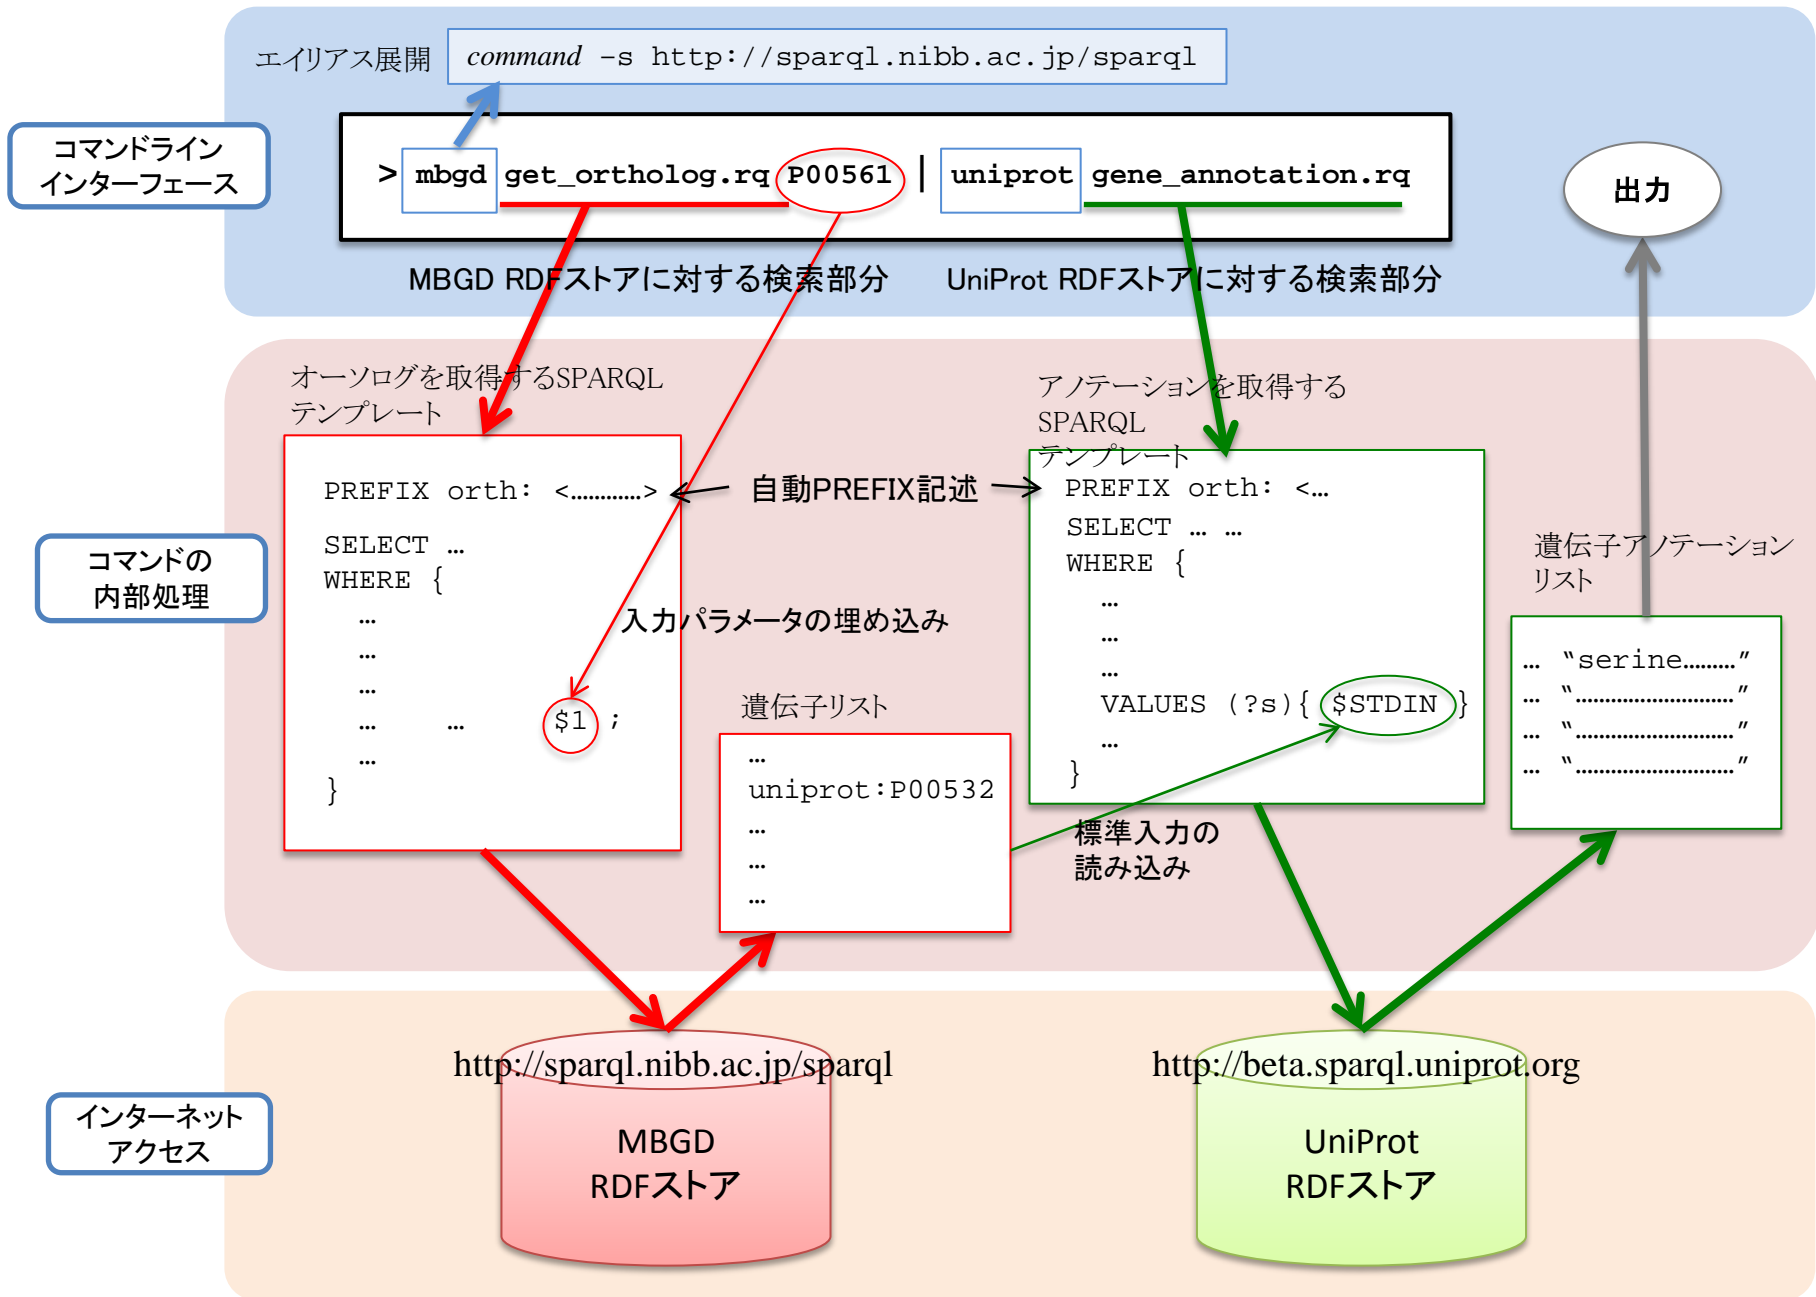 エイリアス展開
command –s http://sparql.nibb.ac.jp/sparql
コマンドライン
インターフェース
> mbgd get_ortholog.rq P00561 | uniprot gene_annotation.rq
出力
MBGD RDFストアに対する検索部分
UniProt RDFストアに対する検索部分
オーソログを取得するSPARQL
テンプレート
アノテーションを取得する
SPARQL
テンプレート
コマンドの
内部処理
PREFIX orth: <…………>
SELECT …
WHERE {
…
…
…
… … $1 ;
…
}
自動PREFIX記述
入力パラメータの埋め込み
PREFIX orth: <…
SELECT … …
WHERE {
…
…
…
VALUES (?s){ $STDIN }
…
}
遺伝子リスト
…
uniprot:P00532
…
…
…
標準入力の
読み込み
遺伝子アノテーション
リスト
… “serine………”
… “………………………”
… “………………………”
… “………………………”
インターネット
アクセス
http://sparql.nibb.ac.jp/sparql
MBGD
RDFストア
http://beta.sparql.uniprot.org
UniProt
RDFストア